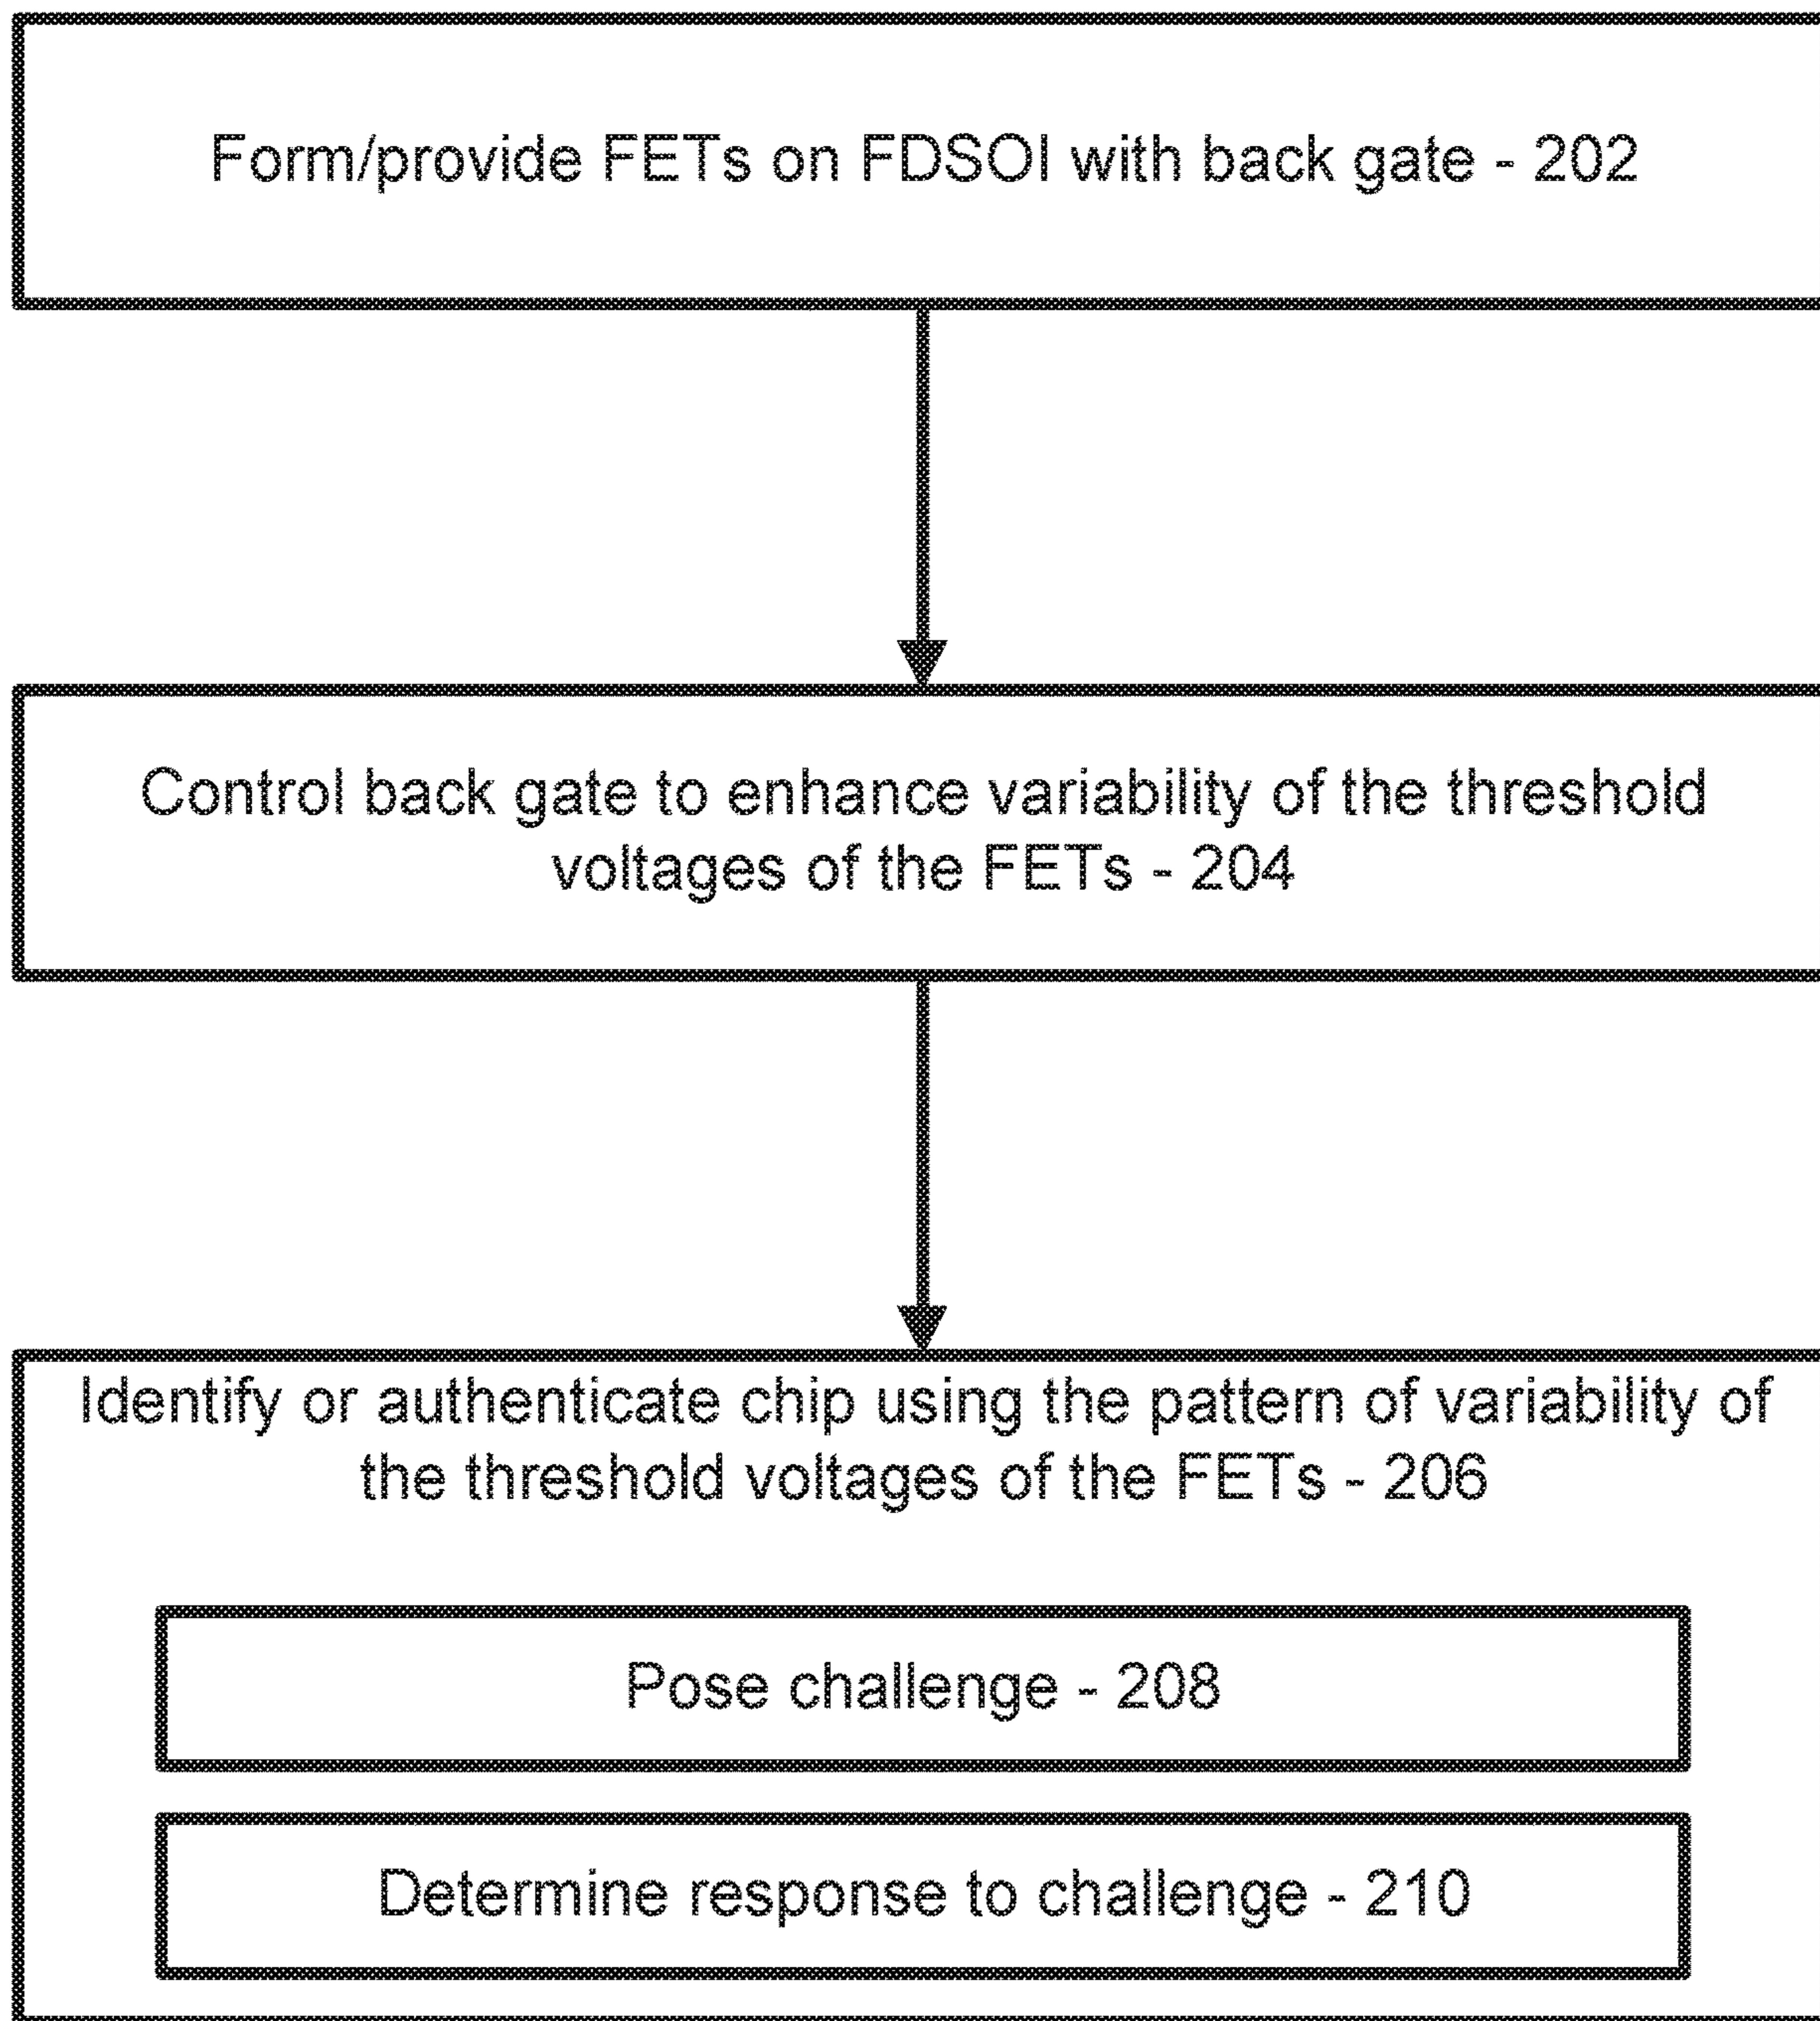 Form/provide FETs on FDSOI with back gate - 202
Control back gate to enhance variability of the threshold
voltages of the FETs - 204
Identify or authenticate chip using the pattern of variability of
the threshold voltages of the FETs - 206
Pose challenge - 208
Determine response to challenge - 210